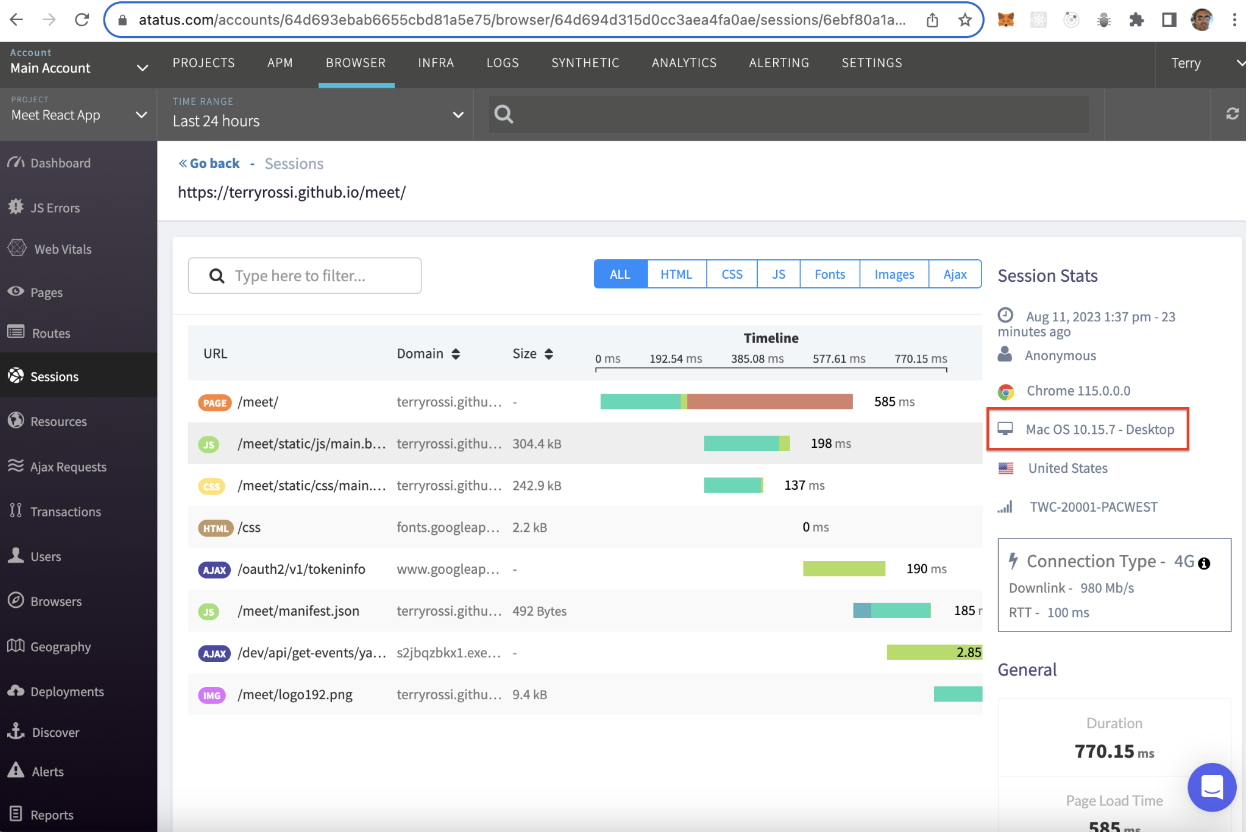 atatus.com/accounts/64d693ebab6655cbd81a5e75/browser/64d694d315d0cc3aea4fa0ae/sessions/6ebf80a1a...
Account
Main Account
PROJECTS APM BROWSER INFRA LOGS SYNTHETIC ANALYTICS ALERTING SETTINGS
Terry
PROJECT
Meet React App
TIME RANGE
Last 24 hours
Dashboard
JS Errors
Web Vitals
Pages
Routes
Sessions
Resources
Ajax Requests
Transactions
Users
Browsers
Geography
Deployments
Discover
Alerts
Reports
« Go back - Sessions
https://terryrossi.github.io/meet/
Type here to filter...
ALL HTML CSS JS Fonts Images Ajax
URL Domain Size Timeline
0 ms 192.54 ms 385.08 ms 577.61 ms 770.15 ms
PAGE /meet/ terryrossi.githu... - 585 ms
JS /meet/static/js/main.b... terryrossi.githu... 304.4 kB 198 ms
CSS /meet/static/css/main.... terryrossi.githu... 242.9 kB 137 ms
HTML /css fonts.googleap... 2.2 kB 0 ms
AJAX /oauth2/v1/tokeninfo www.googleap... - 190 ms
JS /meet/manifest.json terryrossi.githu... 492 Bytes 185
AJAX /dev/api/get-events/ya... s2jbqzbkx1.exe... - 2.85
IMG /meet/logo192.png terryrossi.githu... 9.4 kB
Session Stats
Aug 11, 2023 1:37 pm - 23
minutes ago
Anonymous
Chrome 115.0.0.0
Mac OS 10.15.7 - Desktop
United States
TWC-20001-PACWEST
Connection Type - 4G
Downlink - 980 Mb/s
RTT - 100 ms
General
Duration
770.15 ms
Page Load Time
585 ms